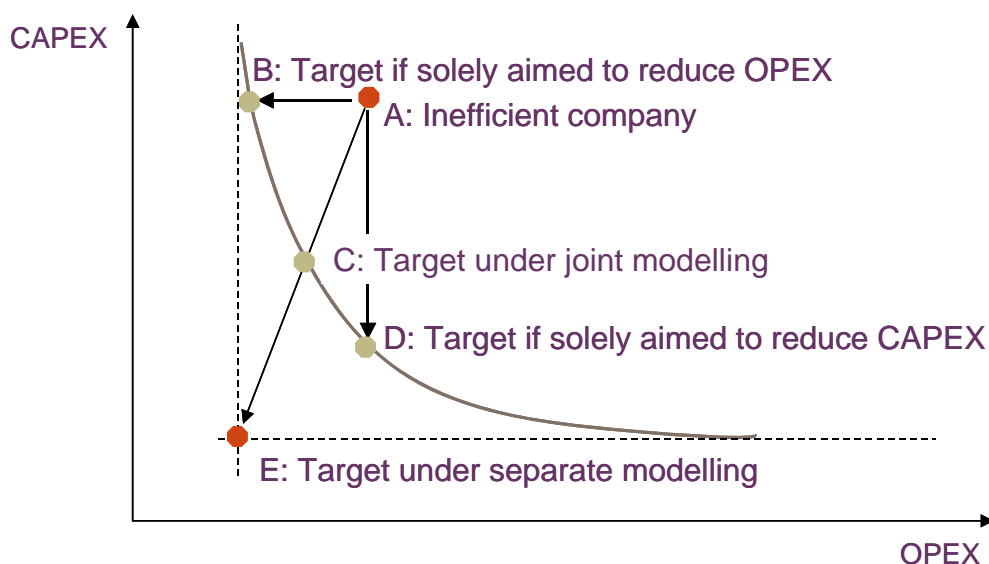 CAPEX
B: Target if solely aimed to reduce OPEX
A: Inefficient company
C: Target under joint modelling
D: Target if solely aimed to reduce CAPEX
E: Target under separate modelling
OPEX